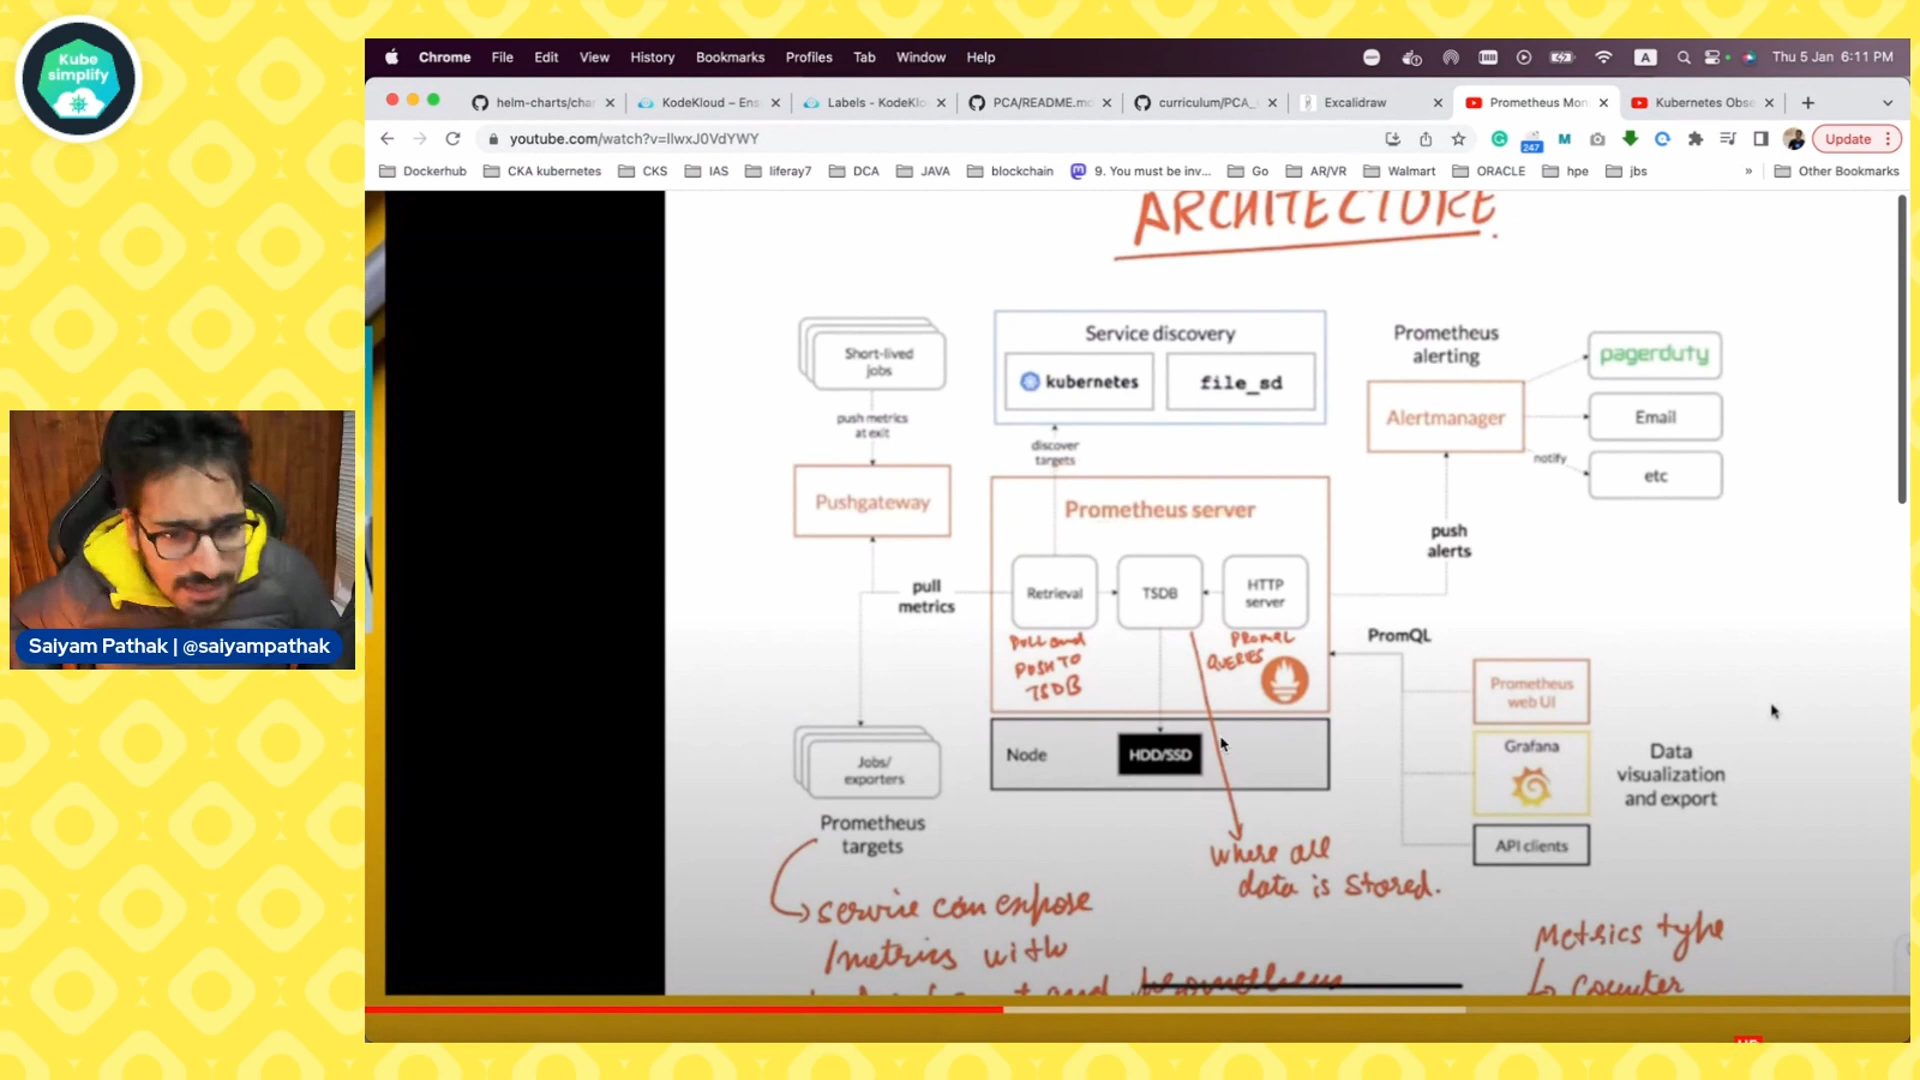 Kube
simplify
Chrome File Edit View History Bookmarks Profiles Tab Window Help
A
Thu 5 Jan 6:11 PM
helm-charts/cha
KodeKloud – Ens
Labels - KodeKlo
PCA/README.m
curriculum/PCA_
Excalidraw
Prometheus Mon
Kubernetes Obse
youtube.com/watch?v=IlwxJ0VdYWY
247
M
Update
Dockerhub
CKA kubernetes
CKS
IAS
liferay7
DCA
JAVA
blockchain
9. You must be inv...
Go
AR/VR
Walmart
ORACLE
hpe
jbs
»
Other Bookmarks
ARCHITECTURE.
Short-lived
jobs
push metrics
at exit
Pushgateway
pull
metrics
Jobs/
exporters
Prometheus
targets
Service discovery
kubernetes
file_sd
discover
targets
Prometheus server
Retrieval
TSDB
HTTP
server
PULL and
PUSH TO
TSDB
PROMQL
QUERIES
Node
HDD/SSD
Prometheus
alerting
Alertmanager
pagerduty
Email
notify
etc
push
alerts
PromQL
Prometheus
web UI
Grafana
API clients
Data
visualization
and export
where all
data is stored.
service can expose
/metrics with
and prometheus
Metrics type
counter
Saiyam Pathak | @saiyampathak